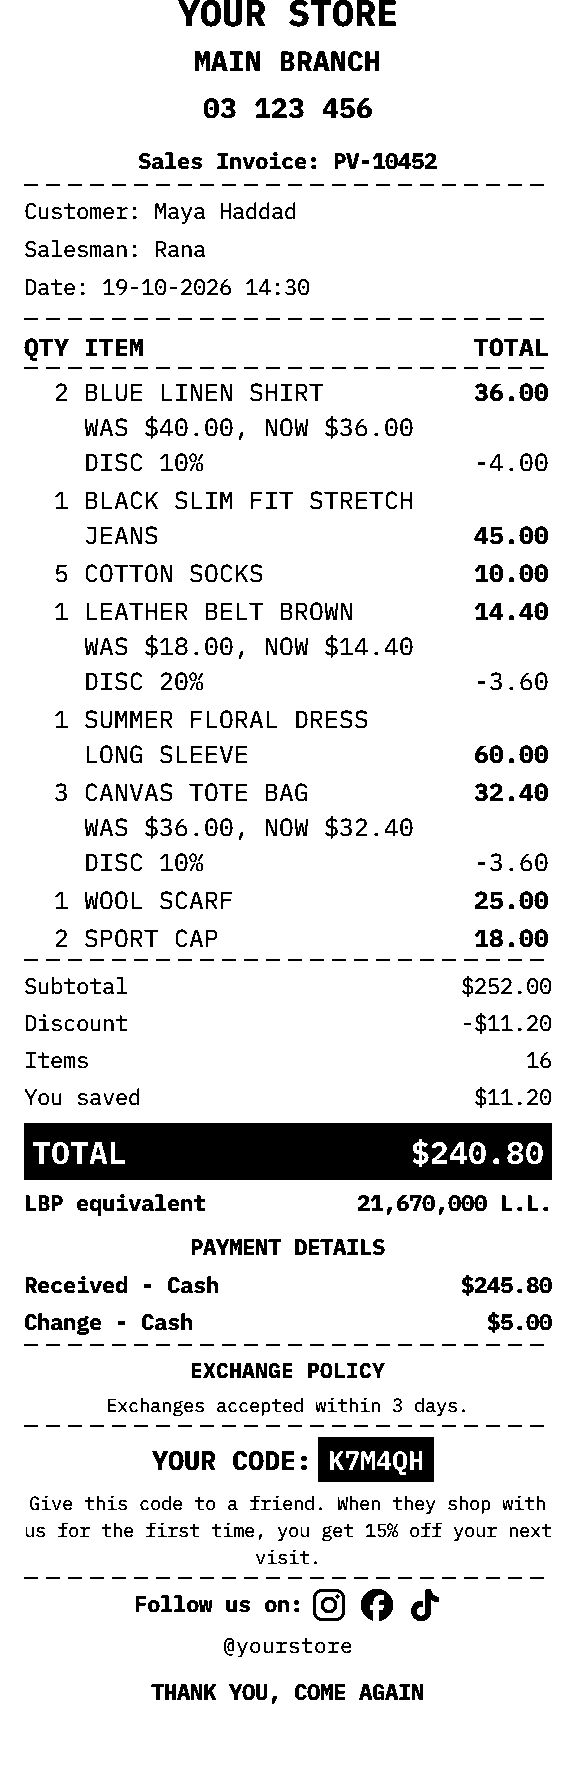 YOUR STORE
MAIN BRANCH
03 123 456
Sales Invoice: PV-10452
Customer: Maya Haddad
Salesman: Rana
Date: 19-10-2026 14:30
QTY ITEM TOTAL
2 BLUE LINEN SHIRT 36.00
WAS $40.00, NOW $36.00
DISC 10% -4.00
1 BLACK SLIM FIT STRETCH
JEANS 45.00
5 COTTON SOCKS 10.00
1 LEATHER BELT BROWN 14.40
WAS $18.00, NOW $14.40
DISC 20% -3.60
1 SUMMER FLORAL DRESS
LONG SLEEVE 60.00
3 CANVAS TOTE BAG 32.40
WAS $36.00, NOW $32.40
DISC 10% -3.60
1 WOOL SCARF 25.00
2 SPORT CAP 18.00
Subtotal $252.00
Discount -$11.20
Items 16
You saved $11.20
TOTAL $240.80
LBP equivalent 21,670,000 L.L.
PAYMENT DETAILS
Received - Cash $245.80
Change - Cash $5.00
EXCHANGE POLICY
Exchanges accepted within 3 days.
YOUR CODE: K7M4QH
Give this code to a friend. When they shop with
us for the first time, you get 15% off your next
visit.
Follow us on:
@yourstore
THANK YOU, COME AGAIN